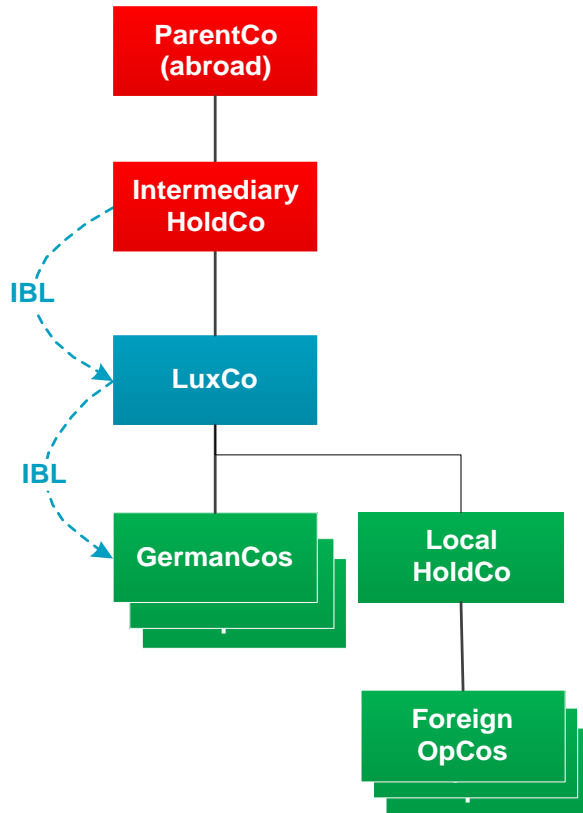 ParentCo
(abroad)
Intermediary
HoldCo
IBL
LuxCo
IBL
GermanCos
Local
HoldCo
Foreign
OpCos